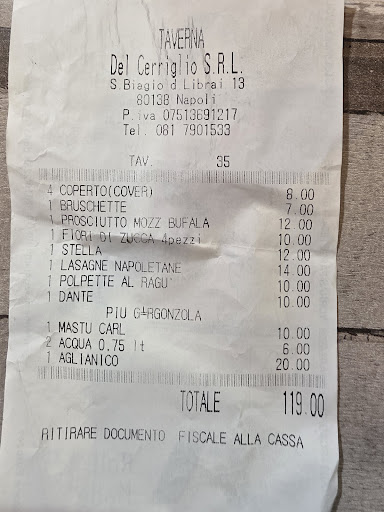 TAVERNA
Del Cerriglio S.R.L.
S.Biagio d Librai 13
80138 Napoli
P.iva 07513691217
Tel. 081 7901533
TAV. 35
4 COPERTO(COVER) 8.00
1 BRUSCHETTE 7.00
1 PROSCIUTTO MOZZ BUFALA 12.00
1 FIORI DI ZUCCA 4pezzi 10.00
1 STELLA 12.00
1 LASAGNE NAPOLETANE 14.00
1 POLPETTE AL RAGU' 10.00
1 DANTE 10.00
PIU G<sup>L</sup>RGONZOLA
1 MASTU CARL 10.00
2 ACQUA 0,75 lt 6.00
1 AGLIANICO 20.00
TOTALE 119.00
RITIRARE DOCUMENTO FISCALE ALLA CASSA